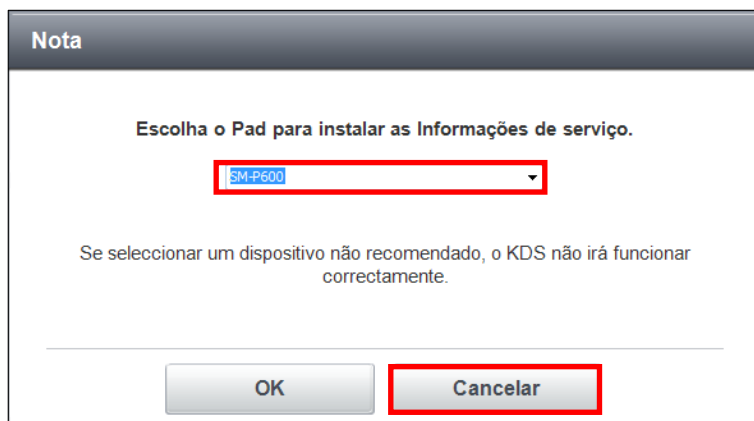 Nota
Escolha o Pad para instalar as Informações de serviço.
SM-P600
Se seleccionar um dispositivo não recomendado, o KDS não irá funcionar
correctamente.
OK
Cancelar